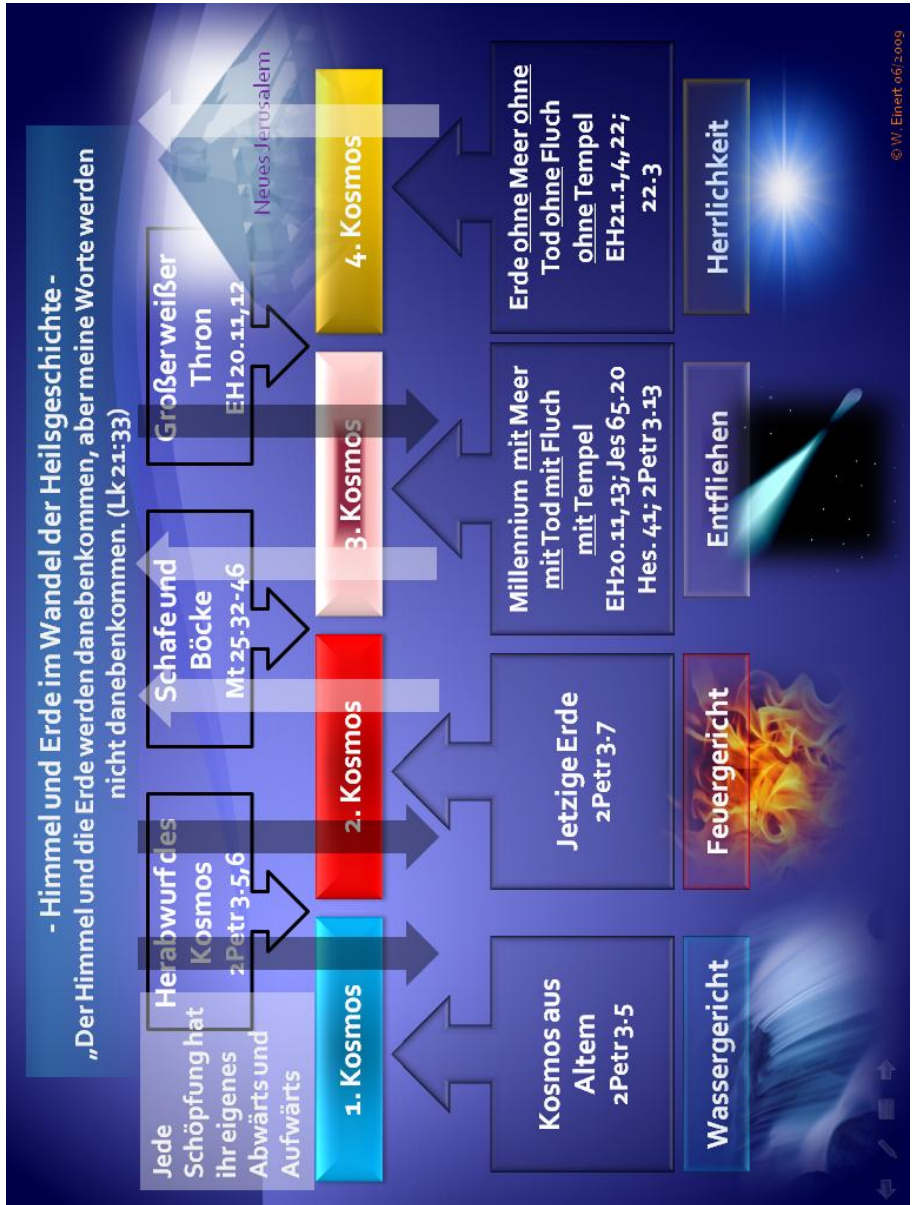 - Himmel und Erde im Wandel der Heilsgeschichte -
„Der Himmel und die Erde werden danebenkommen, aber meine Worte werden
nicht danebenkommen. (Lk 21:33)
Jede
Schöpfung hat
ihr eigenes
Abwärts und
Aufwärts
Herabwurf des
Kosmos
2Petr 3.5,6
Schafe und
Böcke
Mt 25.32-46
Großer weißer
Thron
EH 20.11,12
Neues Jerusalem
1. Kosmos
2. Kosmos
3. Kosmos
4. Kosmos
Kosmos aus
Altem
2Petr3.5
Jetzige Erde
2Petr 3.7
Millennium mit Meer
mit Tod mit Fluch
mit Tempel
EH20.11,13; Jes 65.20
Hes. 41; 2Petr 3.13
Erde ohne Meer ohne
Tod ohne Fluch
ohne Tempel
EH21.1,4,22;
22.3
Wassergericht
Feuergericht
Entfliehen
Herrlichkeit
© W. Einert 06/2009